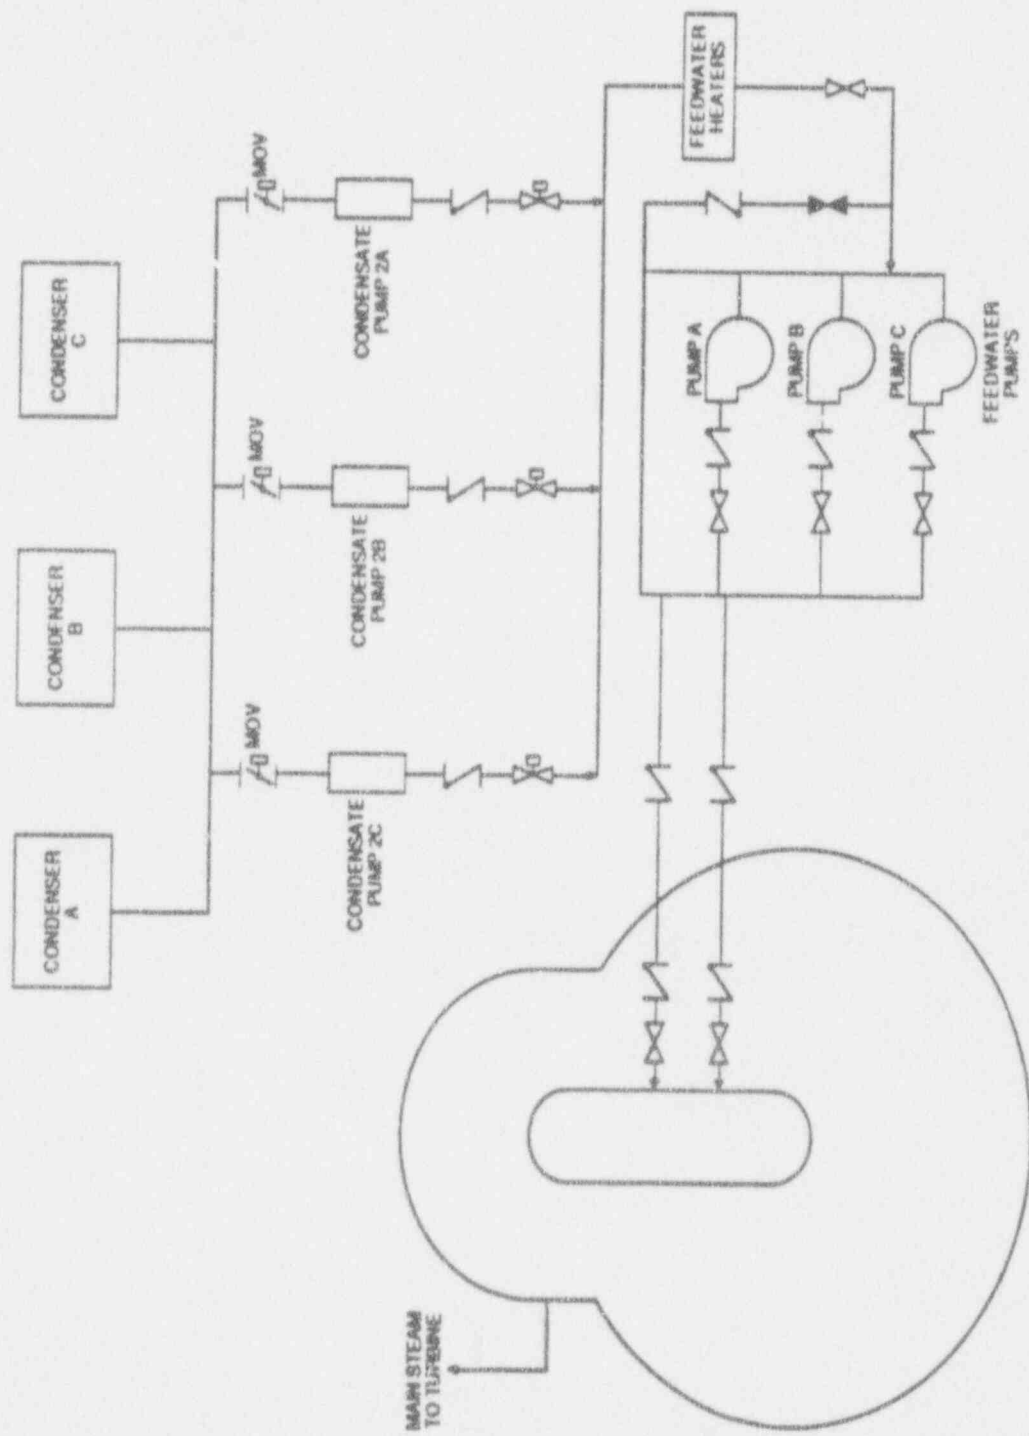 CONDENSER
A
CONDENSER
B
CONDENSER
C
MOV
MOV
MOV
CONDENSATE
PUMP 2C
CONDENSATE
PUMP 2B
CONDENSATE
PUMP 2A
FEEDWATER
HEATERS
PUMP A
PUMP B
PUMP C
FEEDWATER
PUMPS
MAIN STEAM
TO TURBINE